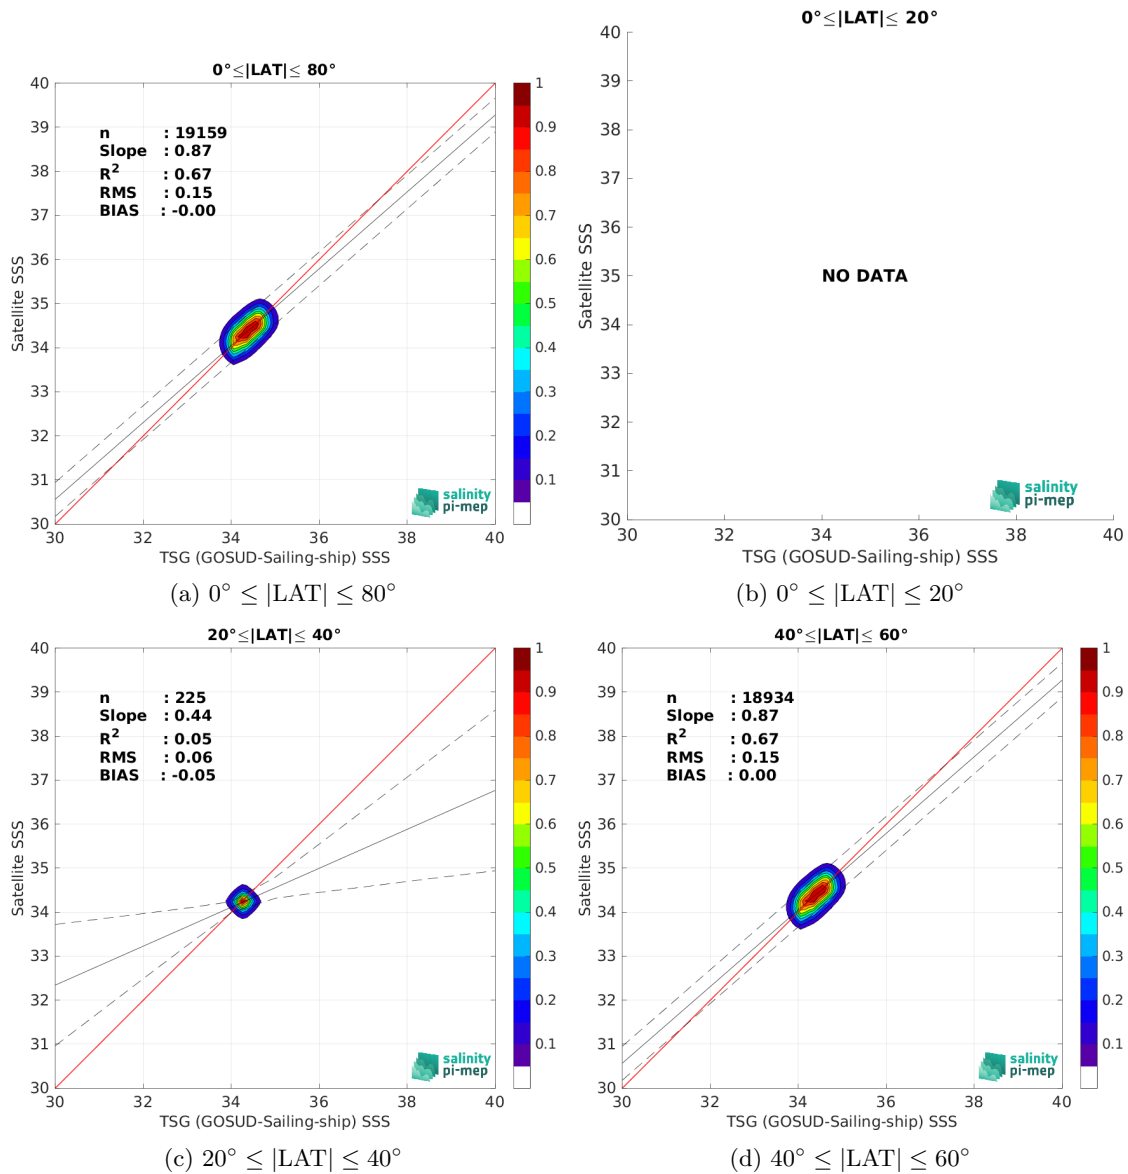 0°≤|LAT|≤ 80°
40
39
38
37
36
35
34
33
32
31
30
Satellite SSS
n : 19159
Slope : 0.87
R² : 0.67
RMS : 0.15
BIAS : -0.00
salinity
pi-mep
30 32 34 36 38 40
TSG (GOSUD-Sailing-ship) SSS
1
0.9
0.8
0.7
0.6
0.5
0.4
0.3
0.2
0.1
(a) 0° ≤ |LAT| ≤ 80°
0°≤|LAT|≤ 20°
40
39
38
37
36
35
34
33
32
31
30
Satellite SSS
NO DATA
salinity
pi-mep
30 32 34 36 38 40
TSG (GOSUD-Sailing-ship) SSS
(b) 0° ≤ |LAT| ≤ 20°
20°≤|LAT|≤ 40°
40
39
38
37
36
35
34
33
32
31
30
Satellite SSS
n : 225
Slope : 0.44
R² : 0.05
RMS : 0.06
BIAS : -0.05
salinity
pi-mep
30 32 34 36 38 40
TSG (GOSUD-Sailing-ship) SSS
1
0.9
0.8
0.7
0.6
0.5
0.4
0.3
0.2
0.1
(c) 20° ≤ |LAT| ≤ 40°
40°≤|LAT|≤ 60°
40
39
38
37
36
35
34
33
32
31
30
Satellite SSS
n : 18934
Slope : 0.87
R² : 0.67
RMS : 0.15
BIAS : 0.00
salinity
pi-mep
30 32 34 36 38 40
TSG (GOSUD-Sailing-ship) SSS
1
0.9
0.8
0.7
0.6
0.5
0.4
0.3
0.2
0.1
(d) 40° ≤ |LAT| ≤ 60°